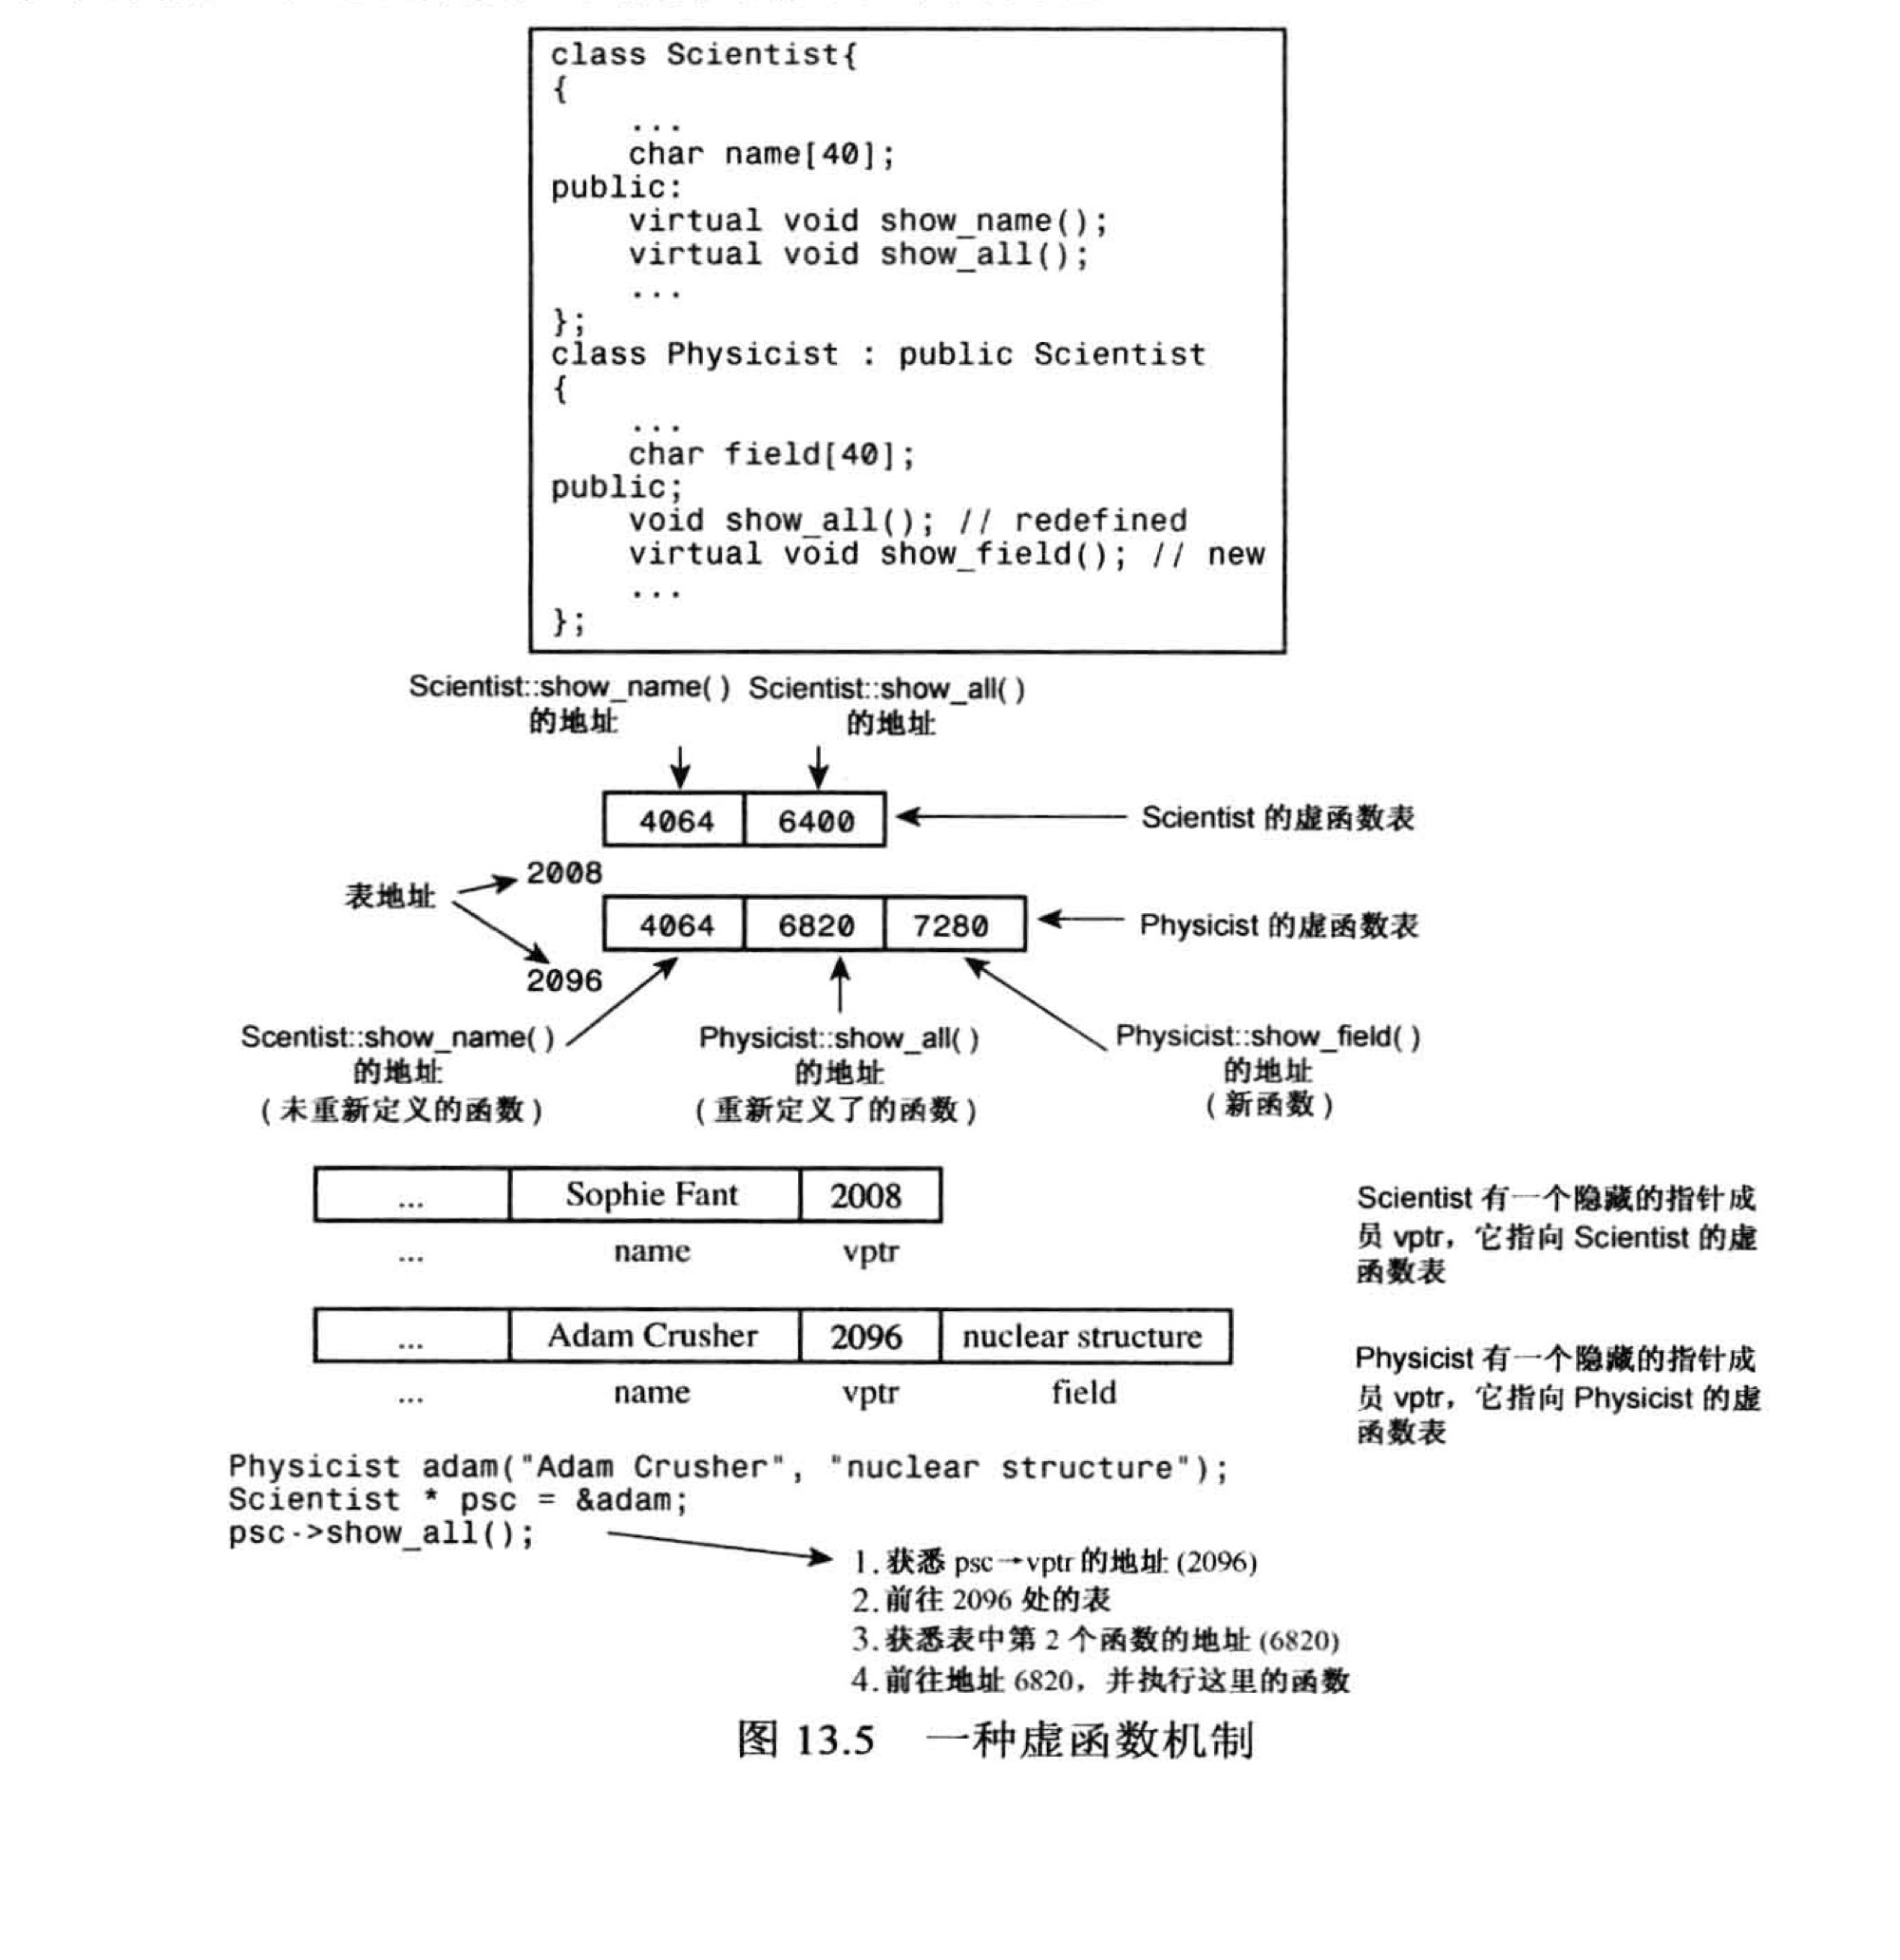 class Scientist{
{
...
char name[40];
public:
virtual void show_name();
virtual void show_all();
...
};
class Physicist : public Scientist
{
...
char field[40];
public;
void show_all(); // redefined
virtual void show_field(); // new
...
};
Scientist::show_name( ) Scientist::show_all( )
的地址 的地址
4064 6400 Scientist 的虚函数表
2008
表地址
4064 6820 7280 Physicist 的虚函数表
2096
Scentist::show_name( ) Physicist::show_all( ) Physicist::show_field( )
的地址 的地址 的地址
(未重新定义的函数) (重新定义了的函数) (新函数)
... Sophie Fant 2008
... name vptr
Scientist 有一个隐藏的指针成
员 vptr，它指向 Scientist 的虚
函数表
... Adam Crusher 2096 nuclear structure
... name vptr field
Physicist 有一个隐藏的指针成
员 vptr，它指向 Physicist 的虚
函数表
Physicist adam("Adam Crusher", "nuclear structure");
Scientist * psc = &adam;
psc->show_all();
1. 获悉 psc→vptr 的地址 (2096)
2. 前往 2096 处的表
3. 获悉表中第 2 个函数的地址 (6820)
4. 前往地址 6820，并执行这里的函数
图 13.5 一种虚函数机制